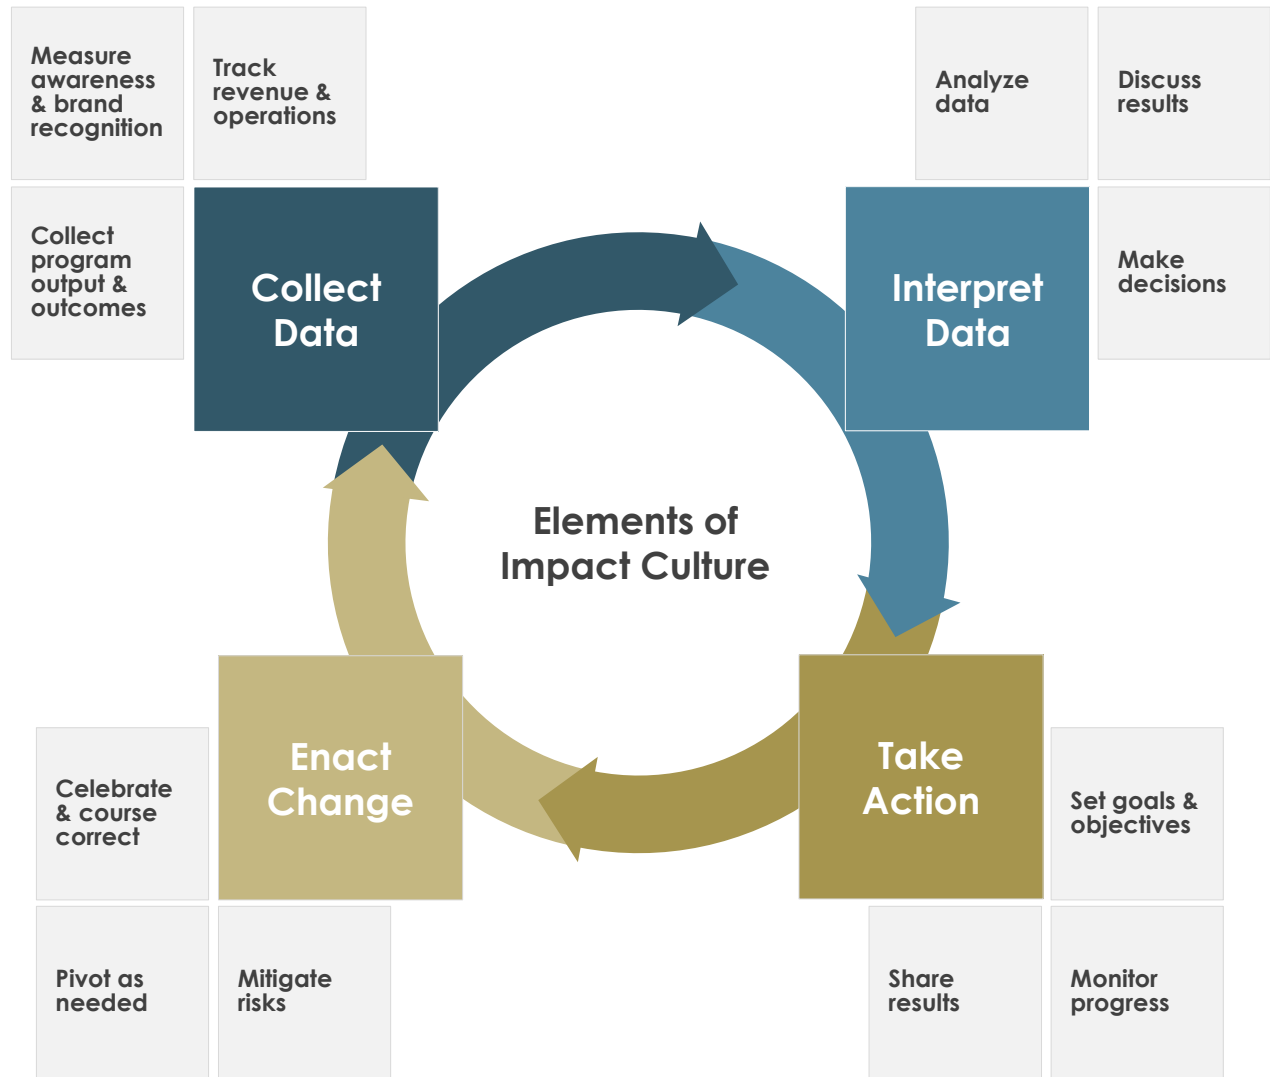 Measure
awareness
& brand
recognition
Track
revenue &
operations
Collect
program
output &
outcomes
Collect
Data
Analyze
data
Discuss
results
Interpret
Data
Make
decisions
Elements of
Impact Culture
Enact
Change
Celebrate
& course
correct
Pivot as
needed
Mitigate
risks
Take
Action
Set goals &
objectives
Share
results
Monitor
progress